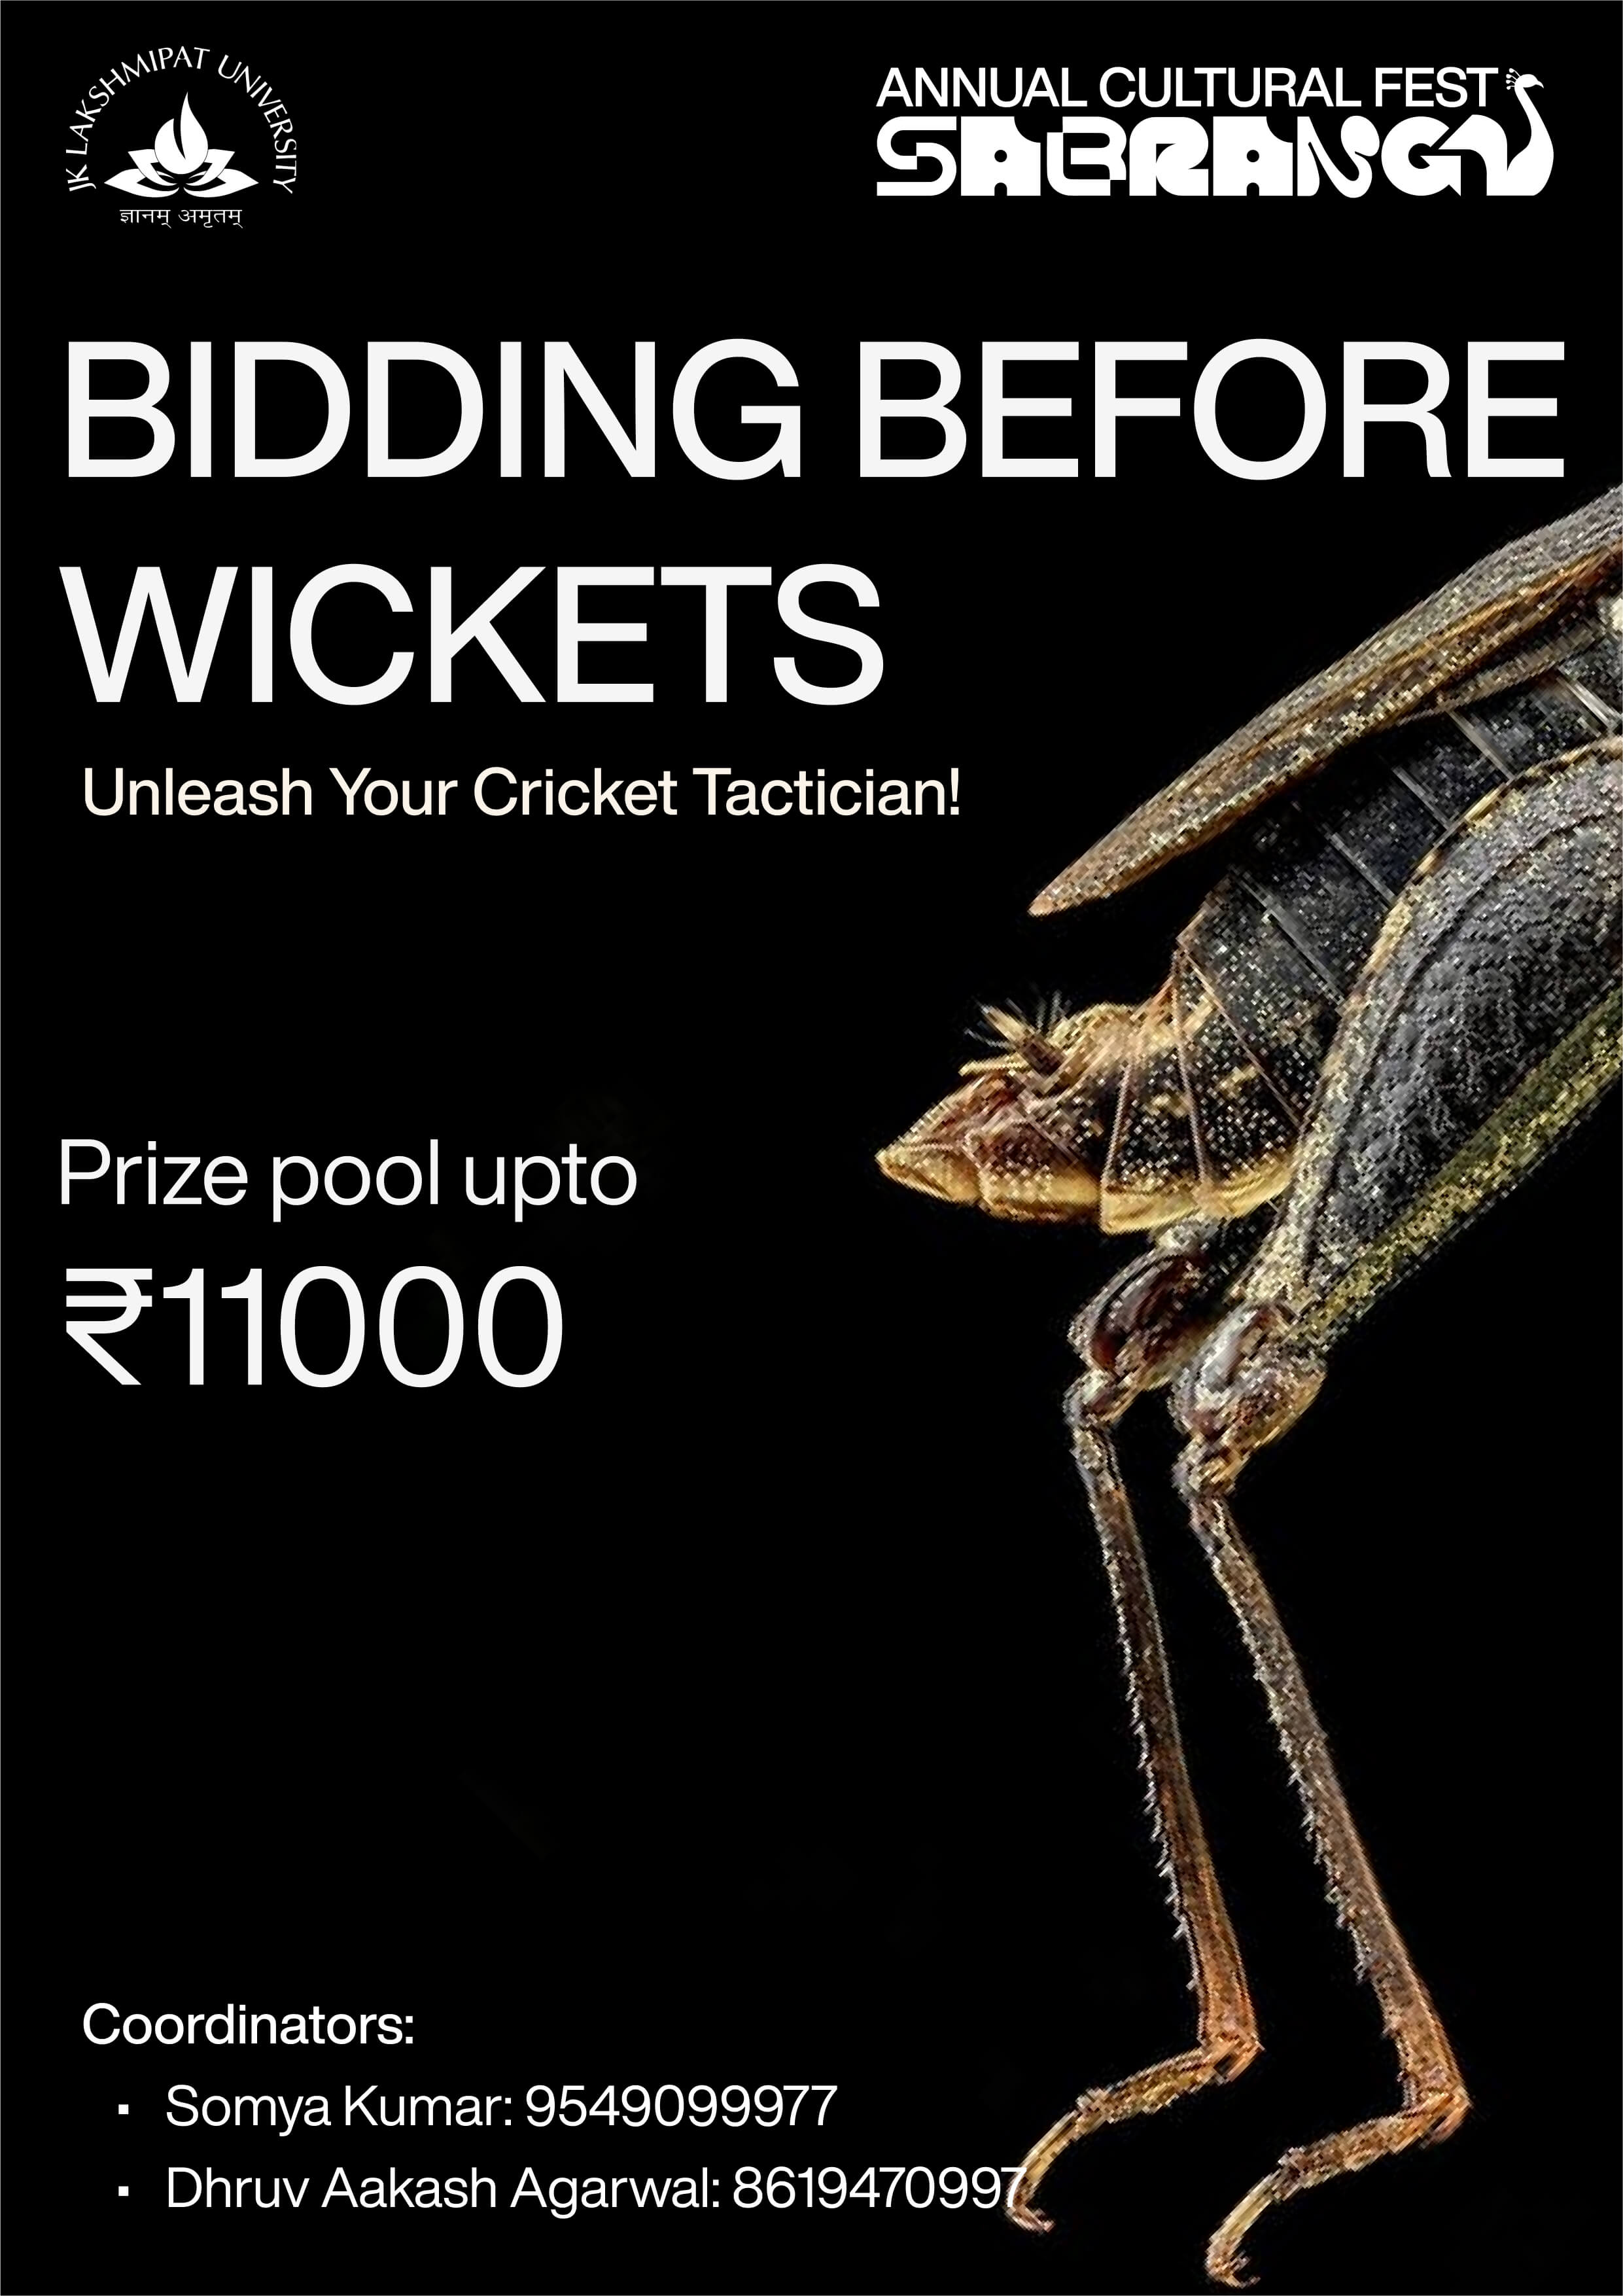 JK LAKSHMIPAT UNIVERSITY
ज्ञानम् अमृतम्
ANNUAL CULTURAL FEST
SABRANG
BIDDING BEFORE
WICKETS
Unleash Your Cricket Tactician!
Prize pool upto
₹11000
Coordinators:
▪ Somya Kumar: 9549099977
▪ Dhruv Aakash Agarwal: 8619470997